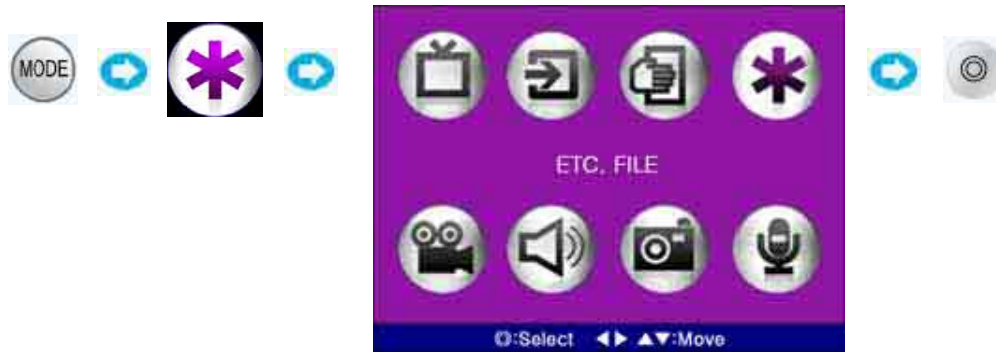 MODE
ETC. FILE
◎:Select ◀▶ ▲▼:Move